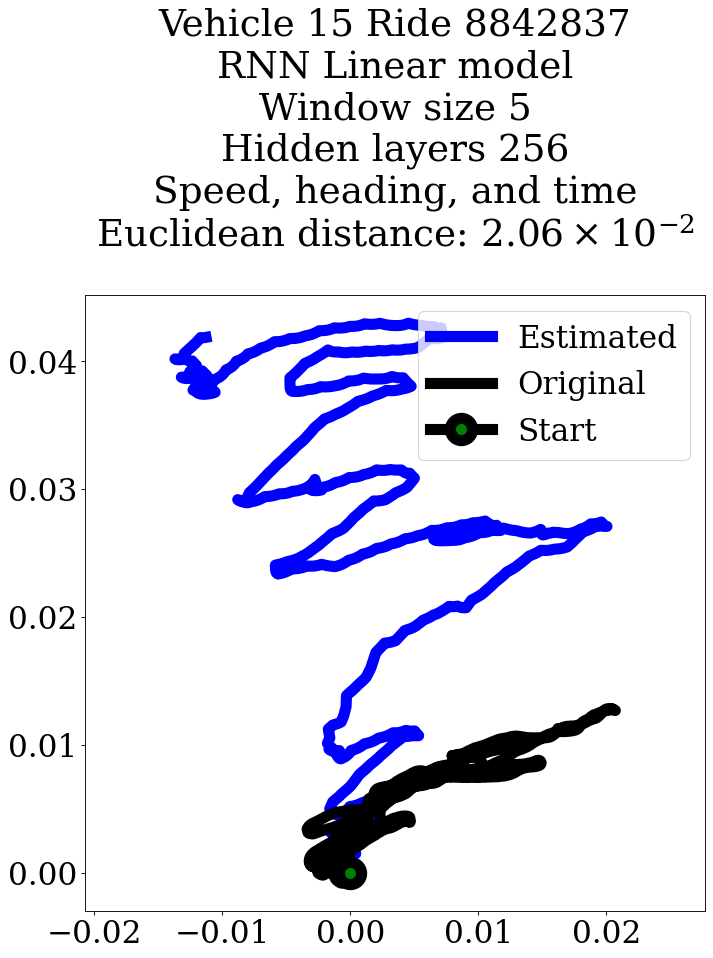 Vehicle 15 Ride 8842837
RNN Linear model
Window size 5
Hidden layers 256
Speed, heading, and time
Euclidean distance: 2.06 × 10⁻²
Estimated
Original
Start
0.04
0.03
0.02
0.01
0.00
−0.02 −0.01 0.00 0.01 0.02